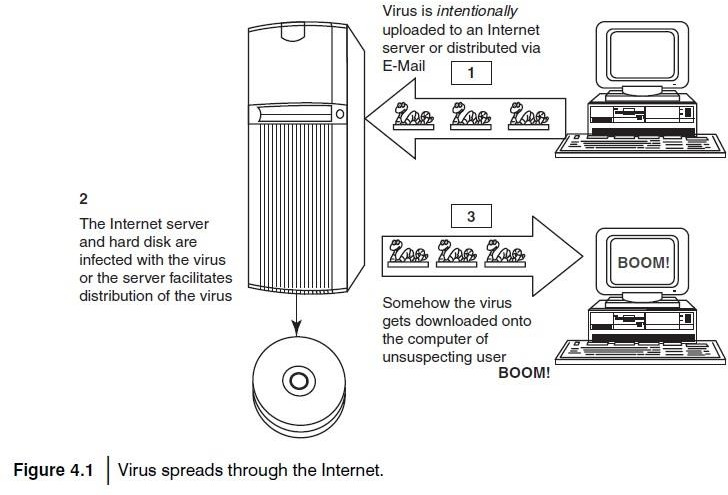 Virus is intentionally
uploaded to an Internet
server or distributed via
E-Mail
1
2
The Internet server
and hard disk are
infected with the virus
or the server facilitates
distribution of the virus
3
BOOM!
Somehow the virus
gets downloaded onto
the computer of
unsuspecting user
BOOM!
Figure 4.1 Virus spreads through the Internet.